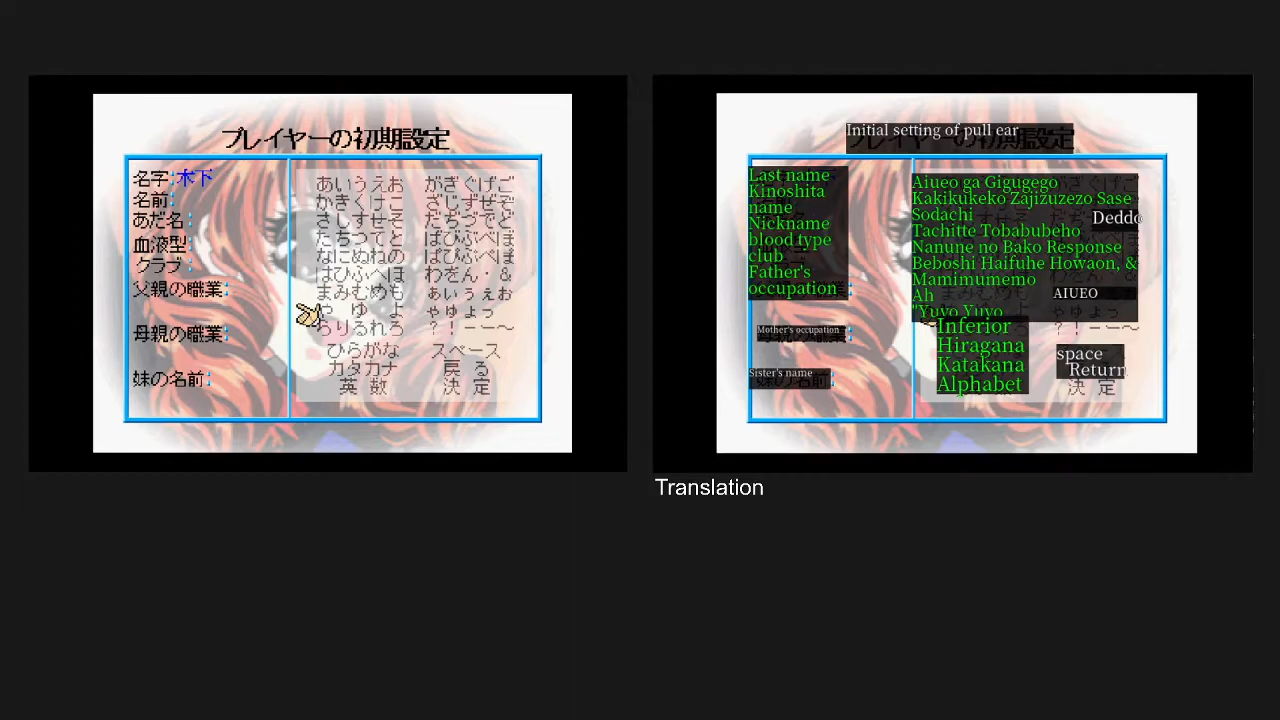 プレイヤーの初期設定
名字:木下
名前:
あだ名:
血液型:
クラブ:
父親の職業:
母親の職業:
妹の名前:
あいうえお がぎぐげご
かきくけこ ざじずぜぞ
さしすせそ だぢづでど
たちつてと ばびぶべぼ
なにぬねの ぱぴぷぺぽ
はひふへほ わをん・&
まみむめも ぁぃぅぇぉ
や ゆ よ ゃゅょっ
らりるれろ ?!ー−〜
ひらがな スペース
カタカナ 戻 る
英 数 決 定
Initial setting of pull ear
Last name
Kinoshita
name
Nickname
blood type
club
Father's
occupation
Mother's occupation
Sister's name
Aiueo ga Gigugego
Kakikukeko Zajizuzezo Sase
Sodachi
Deddo
Tachitte Tobabubeho
Nanune no Bako Response
Beboshi Haifuhe Howaon, &
Mamimumemo
Ah
AIUEO
"Yuyo Yuyo
Inferior
Hiragana
Katakana
Alphabet
space
Return
決 定
Translation